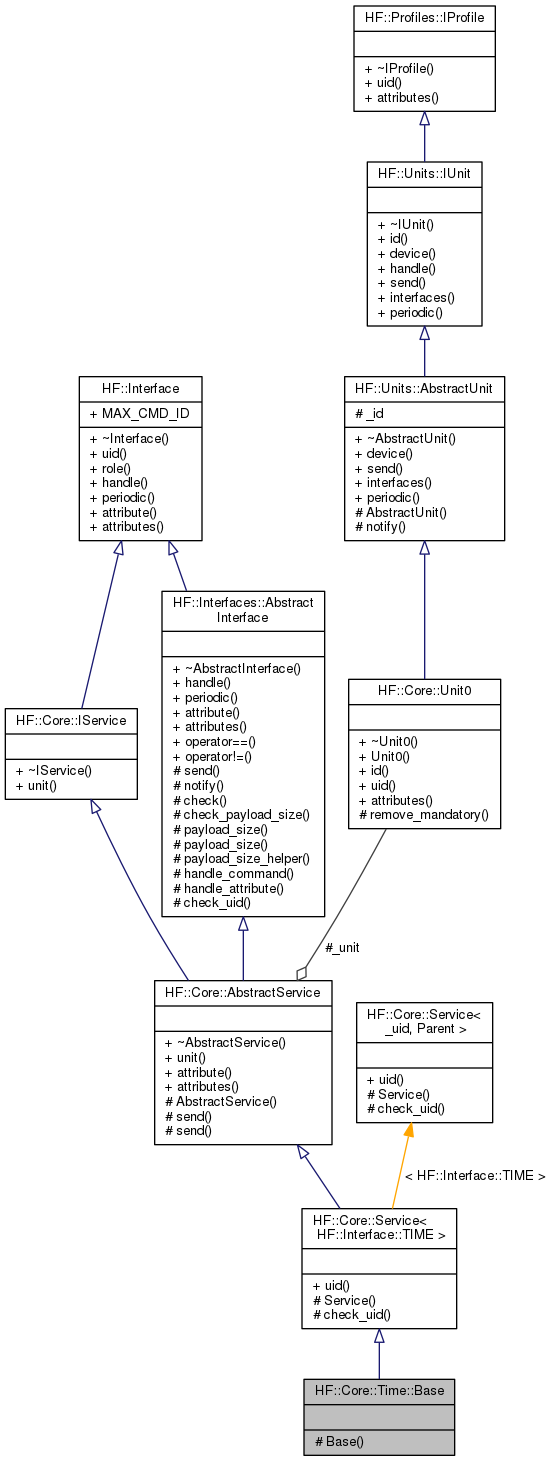 HF::Profiles::IProfile
+ ~IProfile()
+ uid()
+ attributes()
HF::Units::IUnit
+ ~IUnit()
+ id()
+ device()
+ handle()
+ send()
+ interfaces()
+ periodic()
HF::Interface
+ MAX_CMD_ID
+ ~Interface()
+ uid()
+ role()
+ handle()
+ periodic()
+ attribute()
+ attributes()
HF::Units::AbstractUnit
# _id
+ ~AbstractUnit()
+ device()
+ send()
+ interfaces()
+ periodic()
# AbstractUnit()
# notify()
HF::Interfaces::Abstract
Interface
+ ~AbstractInterface()
+ handle()
+ periodic()
+ attribute()
+ attributes()
+ operator==()
+ operator!=()
# send()
# notify()
# check()
# check_payload_size()
# payload_size()
# payload_size()
# payload_size_helper()
# handle_command()
# handle_attribute()
# check_uid()
HF::Core::IService
+ ~IService()
+ unit()
HF::Core::Unit0
+ ~Unit0()
+ Unit0()
+ id()
+ uid()
+ attributes()
# remove_mandatory()
#_unit
HF::Core::AbstractService
+ ~AbstractService()
+ unit()
+ attribute()
+ attributes()
# AbstractService()
# send()
# send()
HF::Core::Service<
_uid, Parent >
+ uid()
# Service()
# check_uid()
< HF::Interface::TIME >
HF::Core::Service<
HF::Interface::TIME >
+ uid()
# Service()
# check_uid()
HF::Core::Time::Base
# Base()